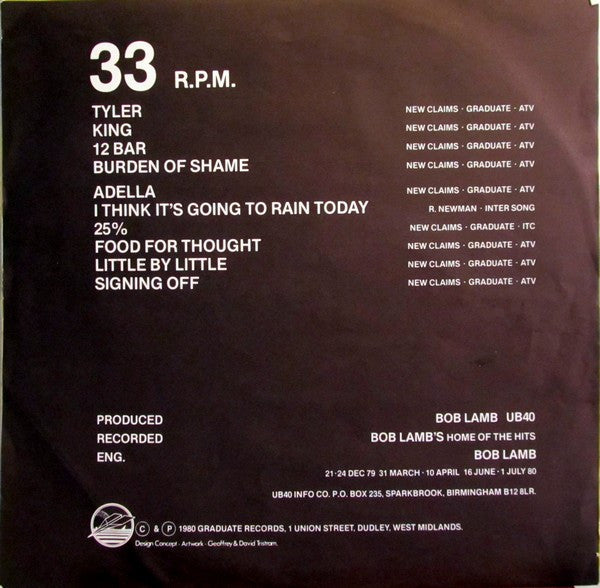 33 R.P.M.
TYLER NEW CLAIMS · GRADUATE · ATV
KING NEW CLAIMS · GRADUATE · ATV
12 BAR NEW CLAIMS · GRADUATE · ATV
BURDEN OF SHAME NEW CLAIMS · GRADUATE · ATV
ADELLA NEW CLAIMS · GRADUATE · ATV
I THINK IT'S GOING TO RAIN TODAY R. NEWMAN · INTER SONG
25% NEW CLAIMS · GRADUATE · ITC
FOOD FOR THOUGHT NEW CLAIMS · GRADUATE · ATV
LITTLE BY LITTLE NEW CLAIMS · GRADUATE · ATV
SIGNING OFF NEW CLAIMS · GRADUATE · ATV
PRODUCED BOB LAMB UB40
RECORDED BOB LAMB'S HOME OF THE HITS
ENG. BOB LAMB
21·24 DEC 79 31 MARCH · 10 APRIL 16 JUNE · 1 JULY 80
UB40 INFO CO. P.O. BOX 235, SPARKBROOK, BIRMINGHAM B12 8LR.
© & ℗ 1980 GRADUATE RECORDS, 1 UNION STREET, DUDLEY, WEST MIDLANDS.
Design Concept · Artwork · Geoffrey & David Tristram.